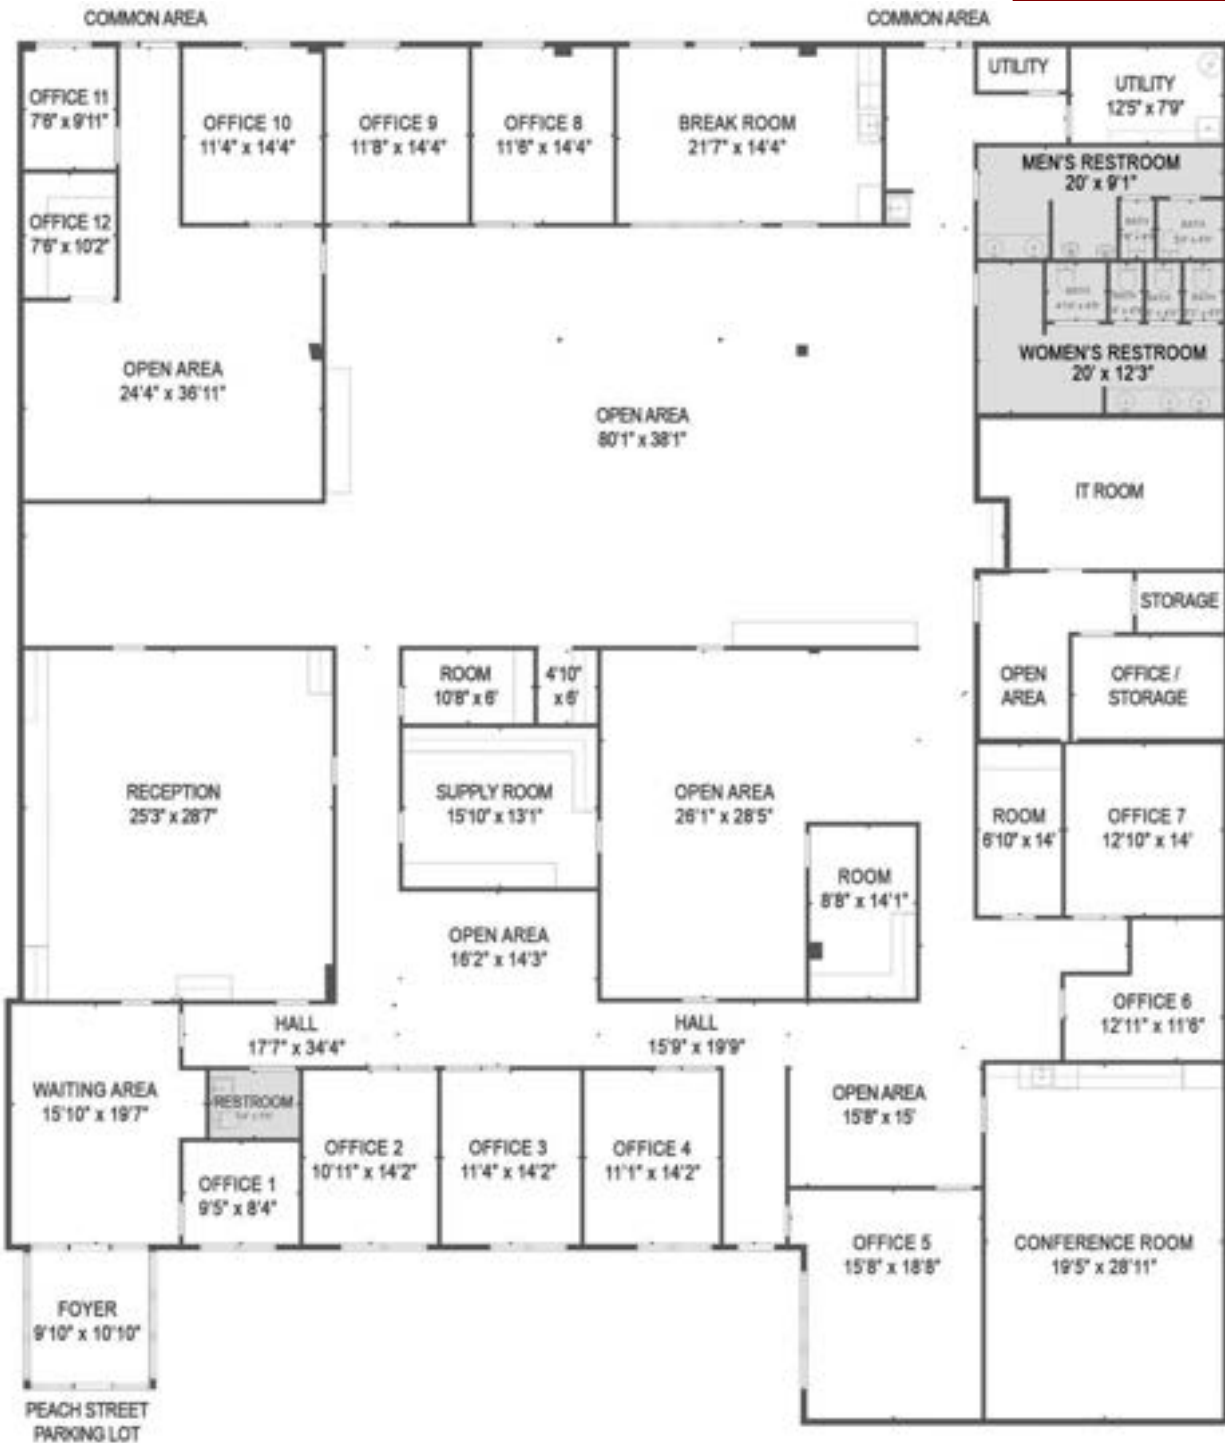 COMMON AREA
COMMON AREA
OFFICE 11
7'6" x 9'11"
OFFICE 10
11'4" x 14'4"
OFFICE 9
11'8" x 14'4"
OFFICE 8
11'6" x 14'4"
BREAK ROOM
21'7" x 14'4"
UTILITY
UTILITY
12'5" x 7'9"
MEN'S RESTROOM
20' x 9'1"
OFFICE 12
7'6" x 10'2"
BATH
BATH
BATH
BATH
BATH
BATH
WOMEN'S RESTROOM
20' x 12'3"
OPEN AREA
24'4" x 36'11"
OPEN AREA
80'1" x 38'1"
IT ROOM
STORAGE
ROOM
10'8" x 6'
4'10"
x 6'
OPEN
AREA
OFFICE /
STORAGE
RECEPTION
25'3" x 28'7"
SUPPLY ROOM
15'10" x 13'1"
OPEN AREA
26'1" x 28'5"
ROOM
6'10" x 14'
OFFICE 7
12'10" x 14'
ROOM
8'8" x 14'1"
OPEN AREA
16'2" x 14'3"
OFFICE 6
12'11" x 11'6"
HALL
17'7" x 34'4"
HALL
15'9" x 19'9"
WAITING AREA
15'10" x 19'7"
RESTROOM
OPEN AREA
15'8" x 15'
OFFICE 1
9'5" x 8'4"
OFFICE 2
10'11" x 14'2"
OFFICE 3
11'4" x 14'2"
OFFICE 4
11'1" x 14'2"
OFFICE 5
15'8" x 18'8"
CONFERENCE ROOM
19'5" x 28'11"
FOYER
9'10" x 10'10"
PEACH STREET
PARKING LOT